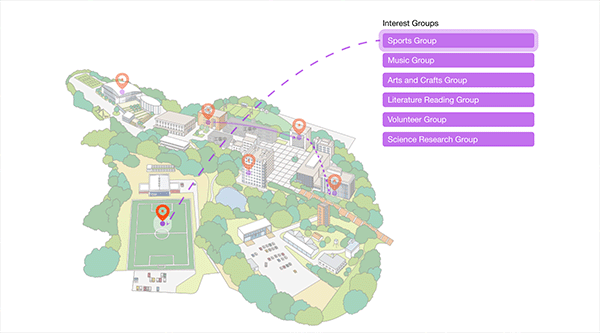 Interest Groups
Sports Group
Music Group
Arts and Crafts Group
Literature Reading Group
Volunteer Group
Science Research Group